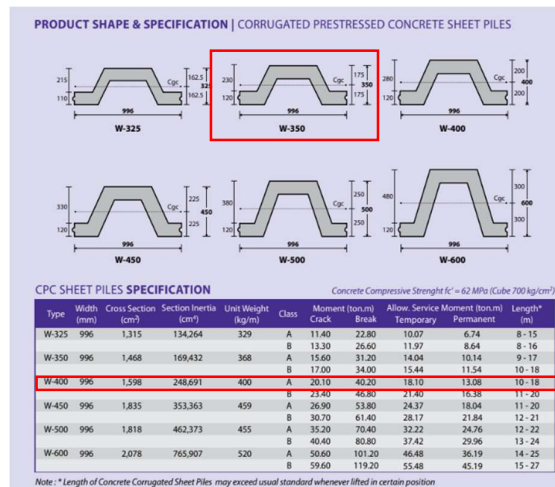 PRODUCT SHAPE & SPECIFICATION | CORRUGATED PRESTRESSED CONCRETE SHEET PILES
215 110 Cgc 162.5 162.5 325 996
230 120 Cgc 175 175 350 996
280 120 Cgc 200 200 400 996
W-325 W-350 W-400
330 120 Cgc 225 225 450 996
380 120 Cgc 250 250 500 996
480 120 Cgc 300 300 600 996
W-450 W-500 W-600
CPC SHEET PILES SPECIFICATION Concrete Compressive Strenght fc' = 62 MPa (Cube 700 kg/cm²)
Type Width (mm) Cross Section (cm²) Section Inertia (cm⁴) Unit Weight (kg/m) Class Moment (ton.m) Crack Break Allow. Service Moment (ton.m) Temporary Permanent Length* (m)
W-325 996 1,315 134,264 329 A 11.40 22.80 10.07 6.74 8 - 15
B 13.30 26.60 11.97 8.64 8 - 16
W-350 996 1,468 169,432 368 A 15.60 31.20 14.04 10.14 9 - 17
B 17.00 34.00 15.44 11.54 10 - 18
W-400 996 1,598 248,691 400 A 20.10 40.20 18.10 13.08 10 - 18
B 23.40 46.80 21.40 16.38 11 - 20
W-450 996 1,835 353,363 459 A 26.90 53.80 24.37 18.04 11 - 20
B 30.70 61.40 28.17 21.84 12 - 21
W-500 996 1,818 462,373 455 A 35.20 70.40 32.22 24.76 12 - 22
B 40.40 80.80 37.42 29.96 13 - 24
W-600 996 2,078 765,907 520 A 50.60 101.20 46.48 36.19 14 - 25
B 59.60 119.20 55.48 45.19 15 - 27
Note : * Length of Concrete Corrugated Sheet Piles may exceed usual standard whenever lifted in certain position